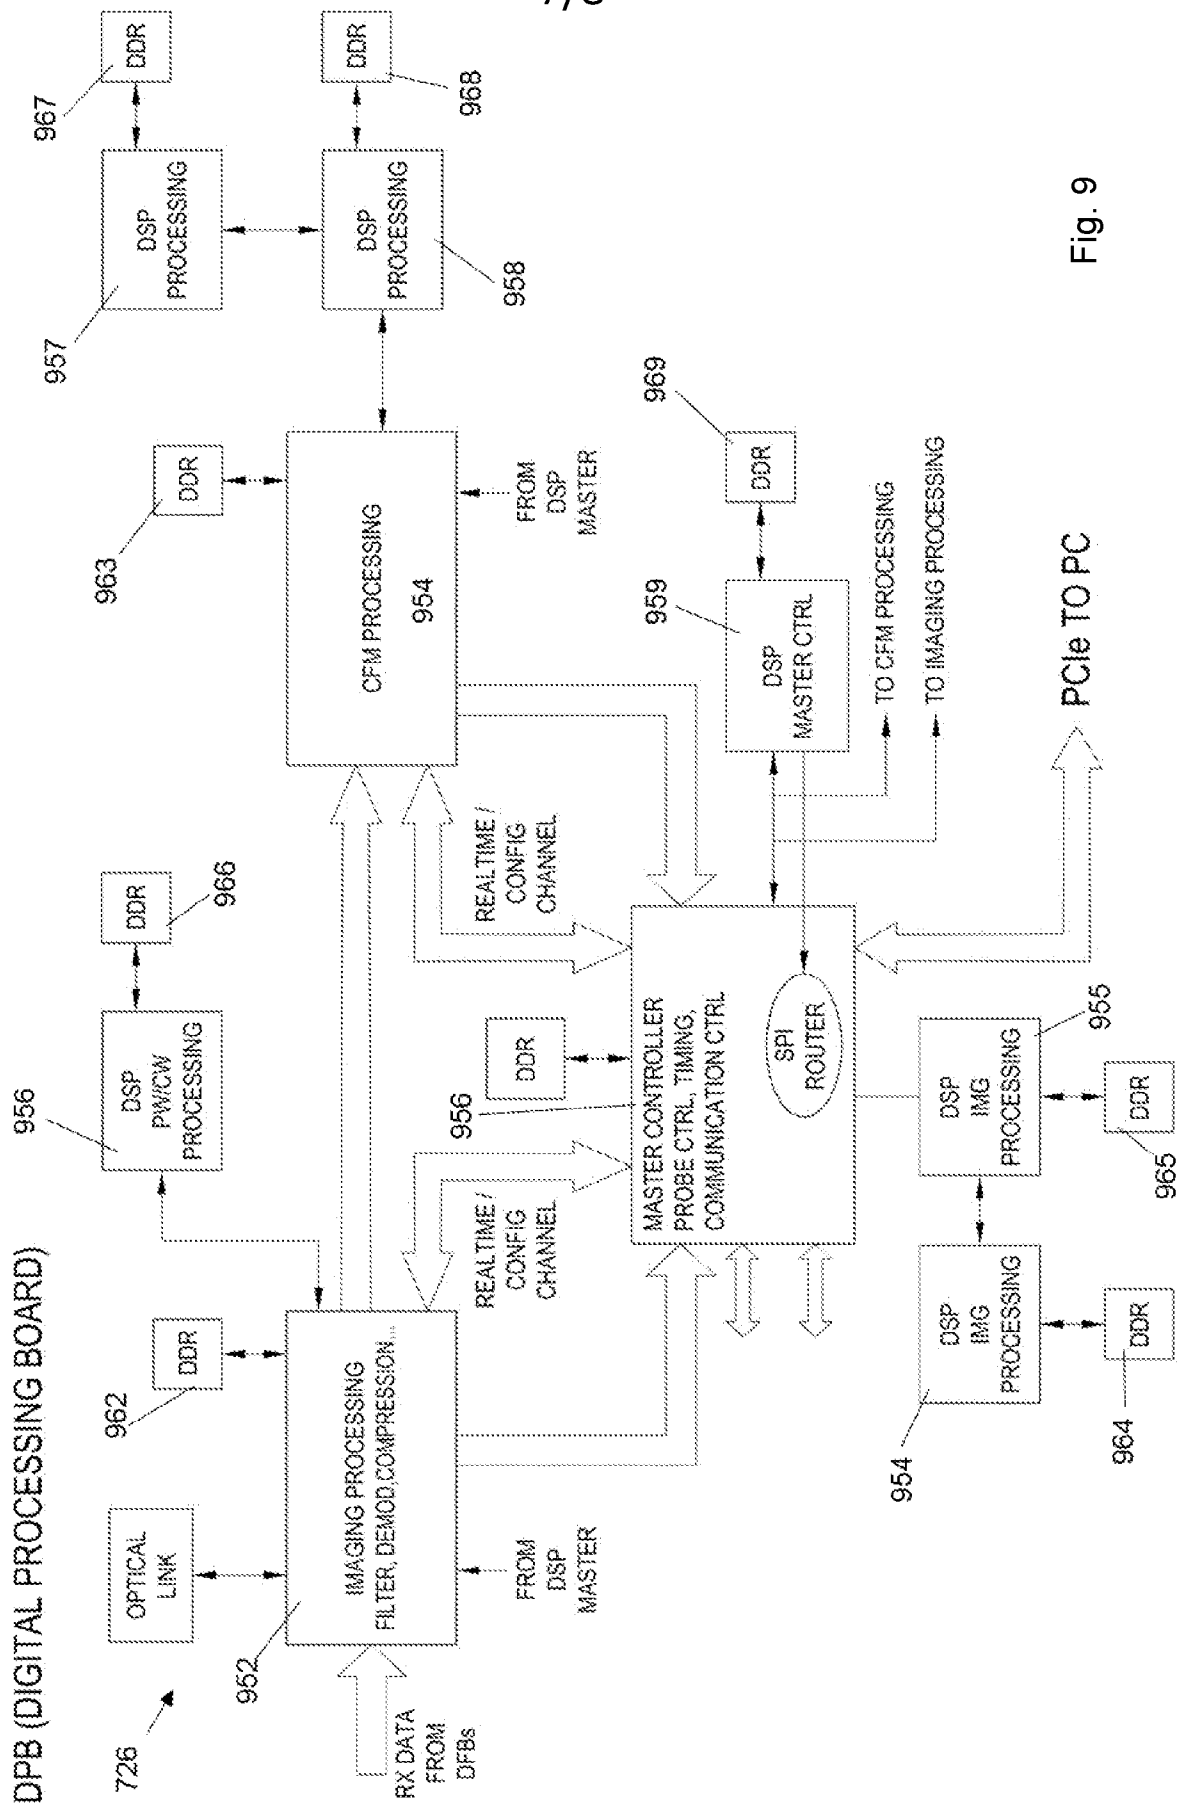 DPB (DIGITAL PROCESSING BOARD)
726
OPTICAL
LINK
962
DDR
956
DSP
PW/CW
PROCESSING
DDR
966
963
DDR
957
DSP
PROCESSING
967
DDR
DSP
PROCESSING
958
DDR
968
RX DATA
FROM
DFBs
952
IMAGING PROCESSING
FILTER, DEMOD,COMPRESSION...
FROM
DSP
MASTER
REALTIME /
CONFIG
CHANNEL
CFM PROCESSING
954
FROM
DSP
MASTER
REALTIME /
CONFIG
CHANNEL
DDR
956
MASTER CONTROLLER
PROBE CTRL, TIMING,
COMMUNICATION CTRL
SPI
ROUTER
959
DSP
MASTER CTRL
969
DDR
TO CFM PROCESSING
TO IMAGING PROCESSING
PCIe TO PC
954
DSP
IMG
PROCESSING
DSP
IMG
PROCESSING
955
964
DDR
965
DDR
Fig. 9